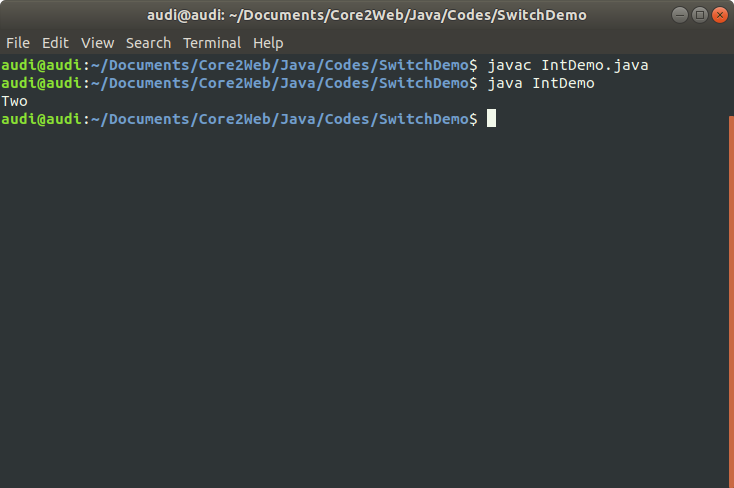 audi@audi: ~/Documents/Core2Web/Java/Codes/SwitchDemo
File Edit View Search Terminal Help
audi@audi:~/Documents/Core2Web/Java/Codes/SwitchDemo$ javac IntDemo.java
audi@audi:~/Documents/Core2Web/Java/Codes/SwitchDemo$ java IntDemo
Two
audi@audi:~/Documents/Core2Web/Java/Codes/SwitchDemo$